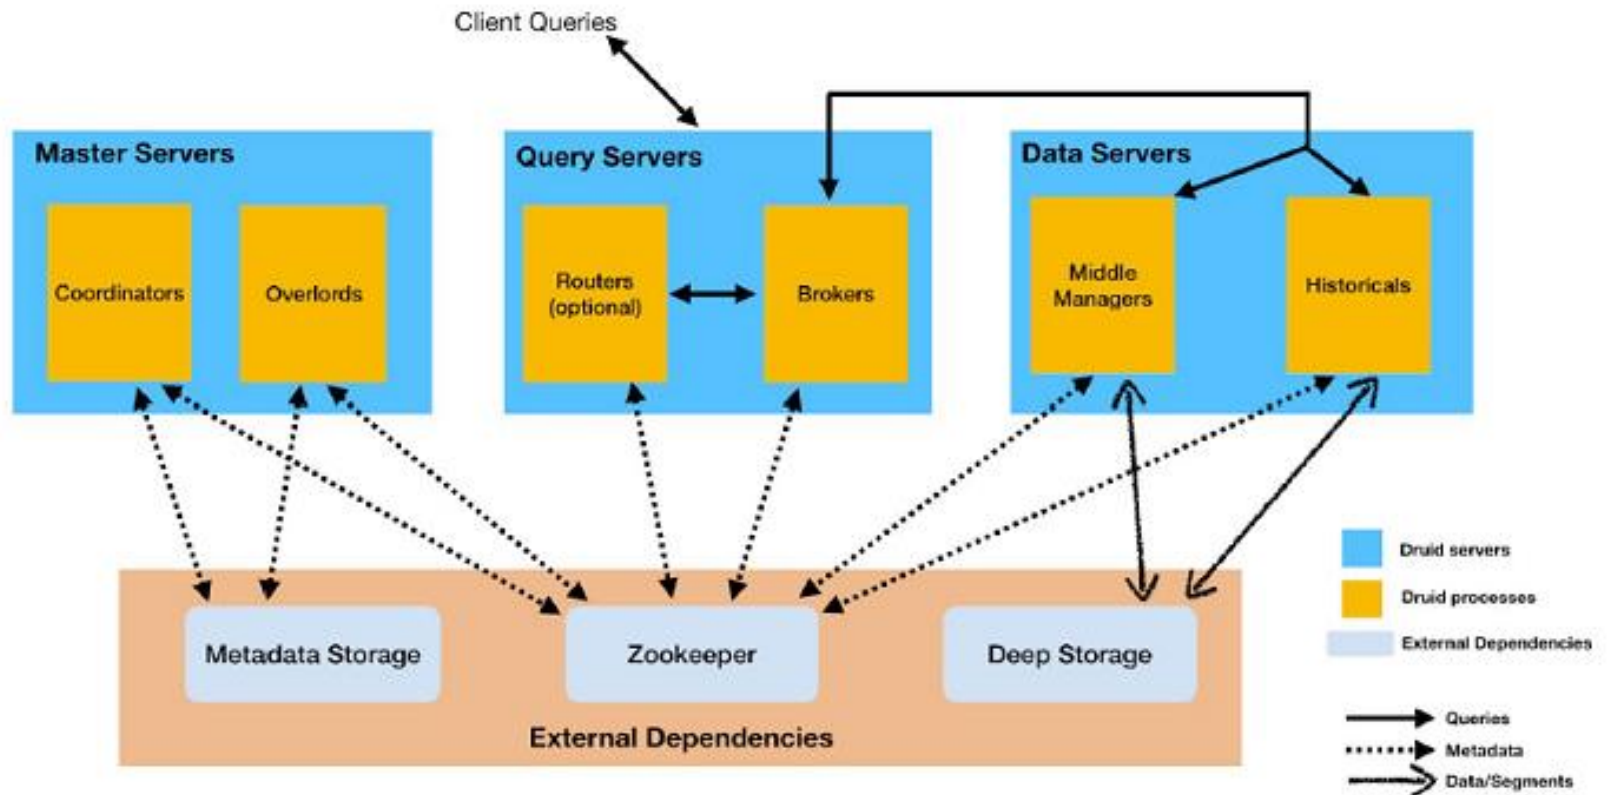 Client Queries
Master Servers
Query Servers
Data Servers
Coordinators
Overlords
Routers
(optional)
Brokers
Middle
Managers
Historicals
Metadata Storage
Zookeeper
Deep Storage
External Dependencies
Druid servers
Druid processes
External Dependencies
Queries
Metadata
Data/Segments